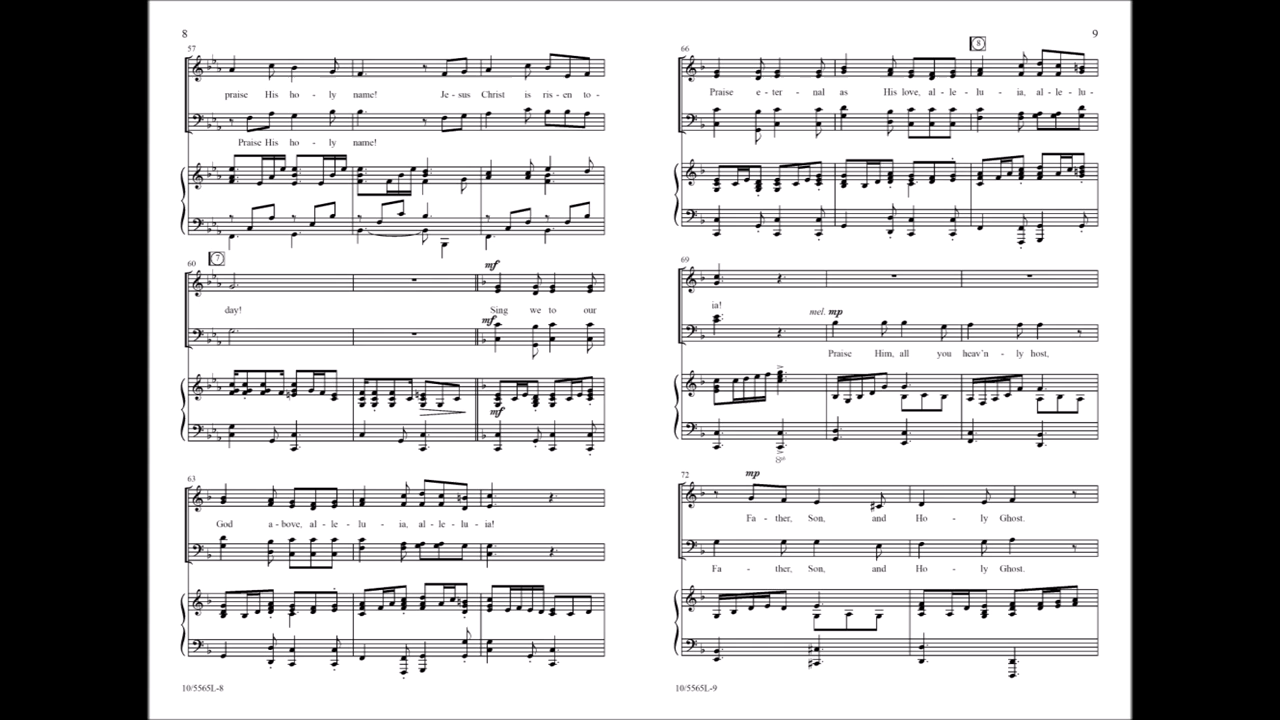 8
57
praise His ho - ly name! Je - sus Christ is ris - en to -
Praise His ho - ly name!
60
7
mf
day! Sing we to our
mf
mf
63
God a - bove, al - le - lu - ia, al - le - lu - ia!
10/5565L-8
9
66
8
Praise e - ter - nal as His love, al - le - lu - ia, al - le - lu -
69
ia!
mel. mp
Praise Him, all you heav'n - ly host,
72
mp
Fa - ther, Son, and Ho - ly Ghost.
Fa - ther, Son, and Ho - ly Ghost.
10/5565L-9